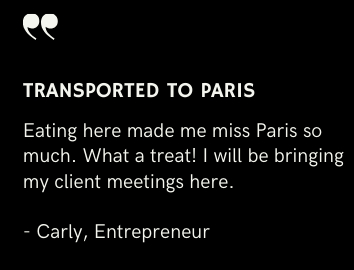 ”
TRANSPORTED TO PARIS
Eating here made me miss Paris so
much. What a treat! I will be bringing
my client meetings here.
- Carly, Entrepreneur